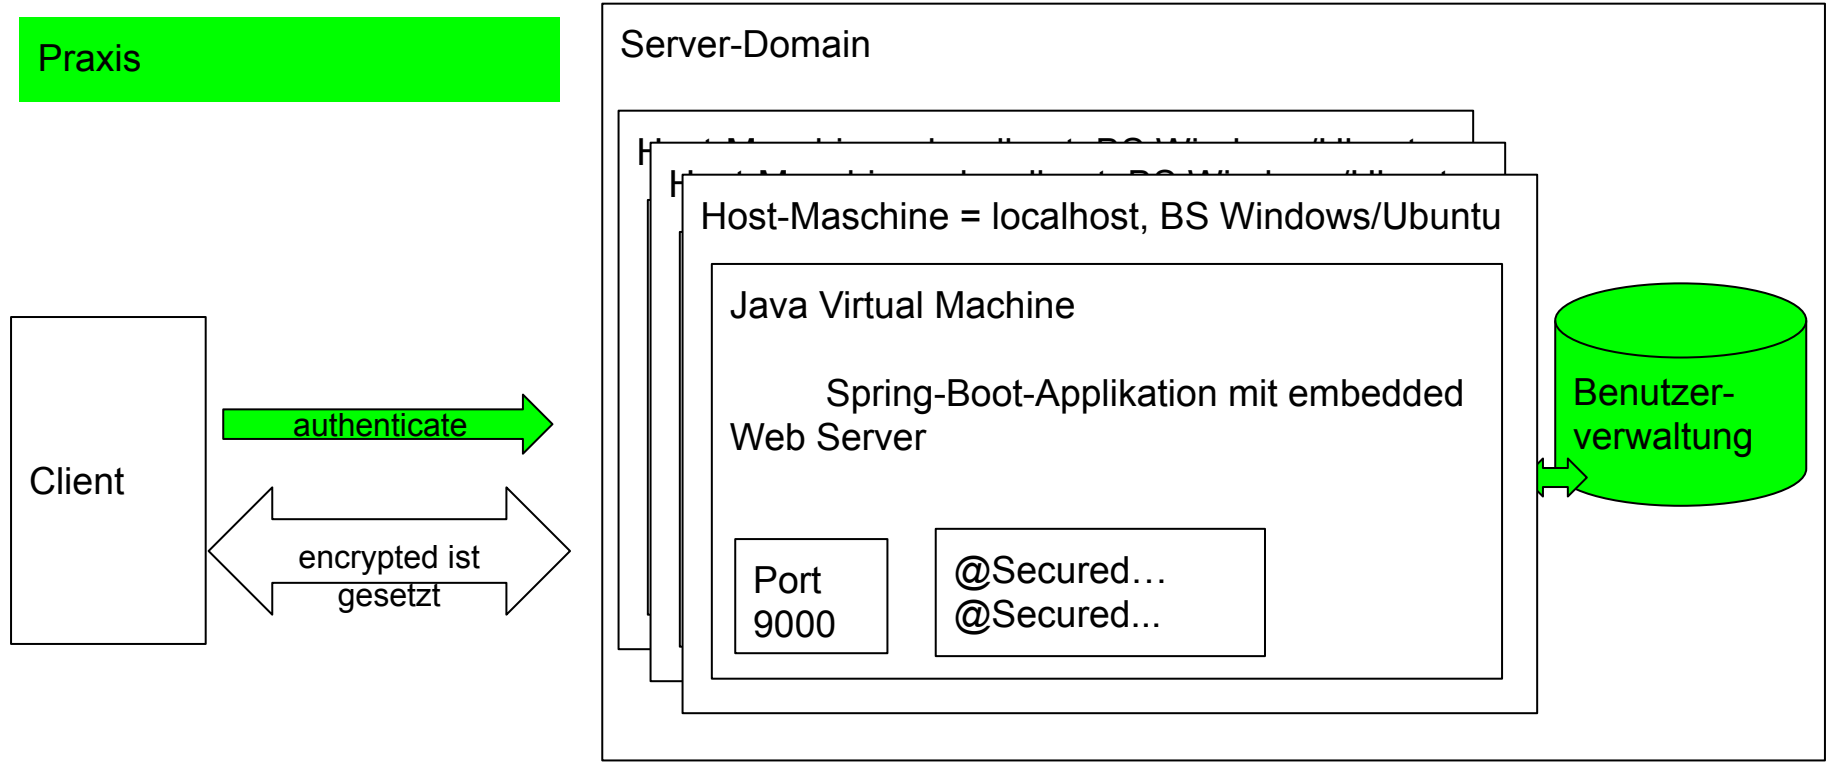 Praxis
Server-Domain
Host-Maschine = localhost, BS Windows/Ubuntu
Java Virtual Machine
Spring-Boot-Applikation mit embedded
Web Server
Benutzer-
verwaltung
authenticate
Client
encrypted ist
gesetzt
Port
9000
@Secured…
@Secured...